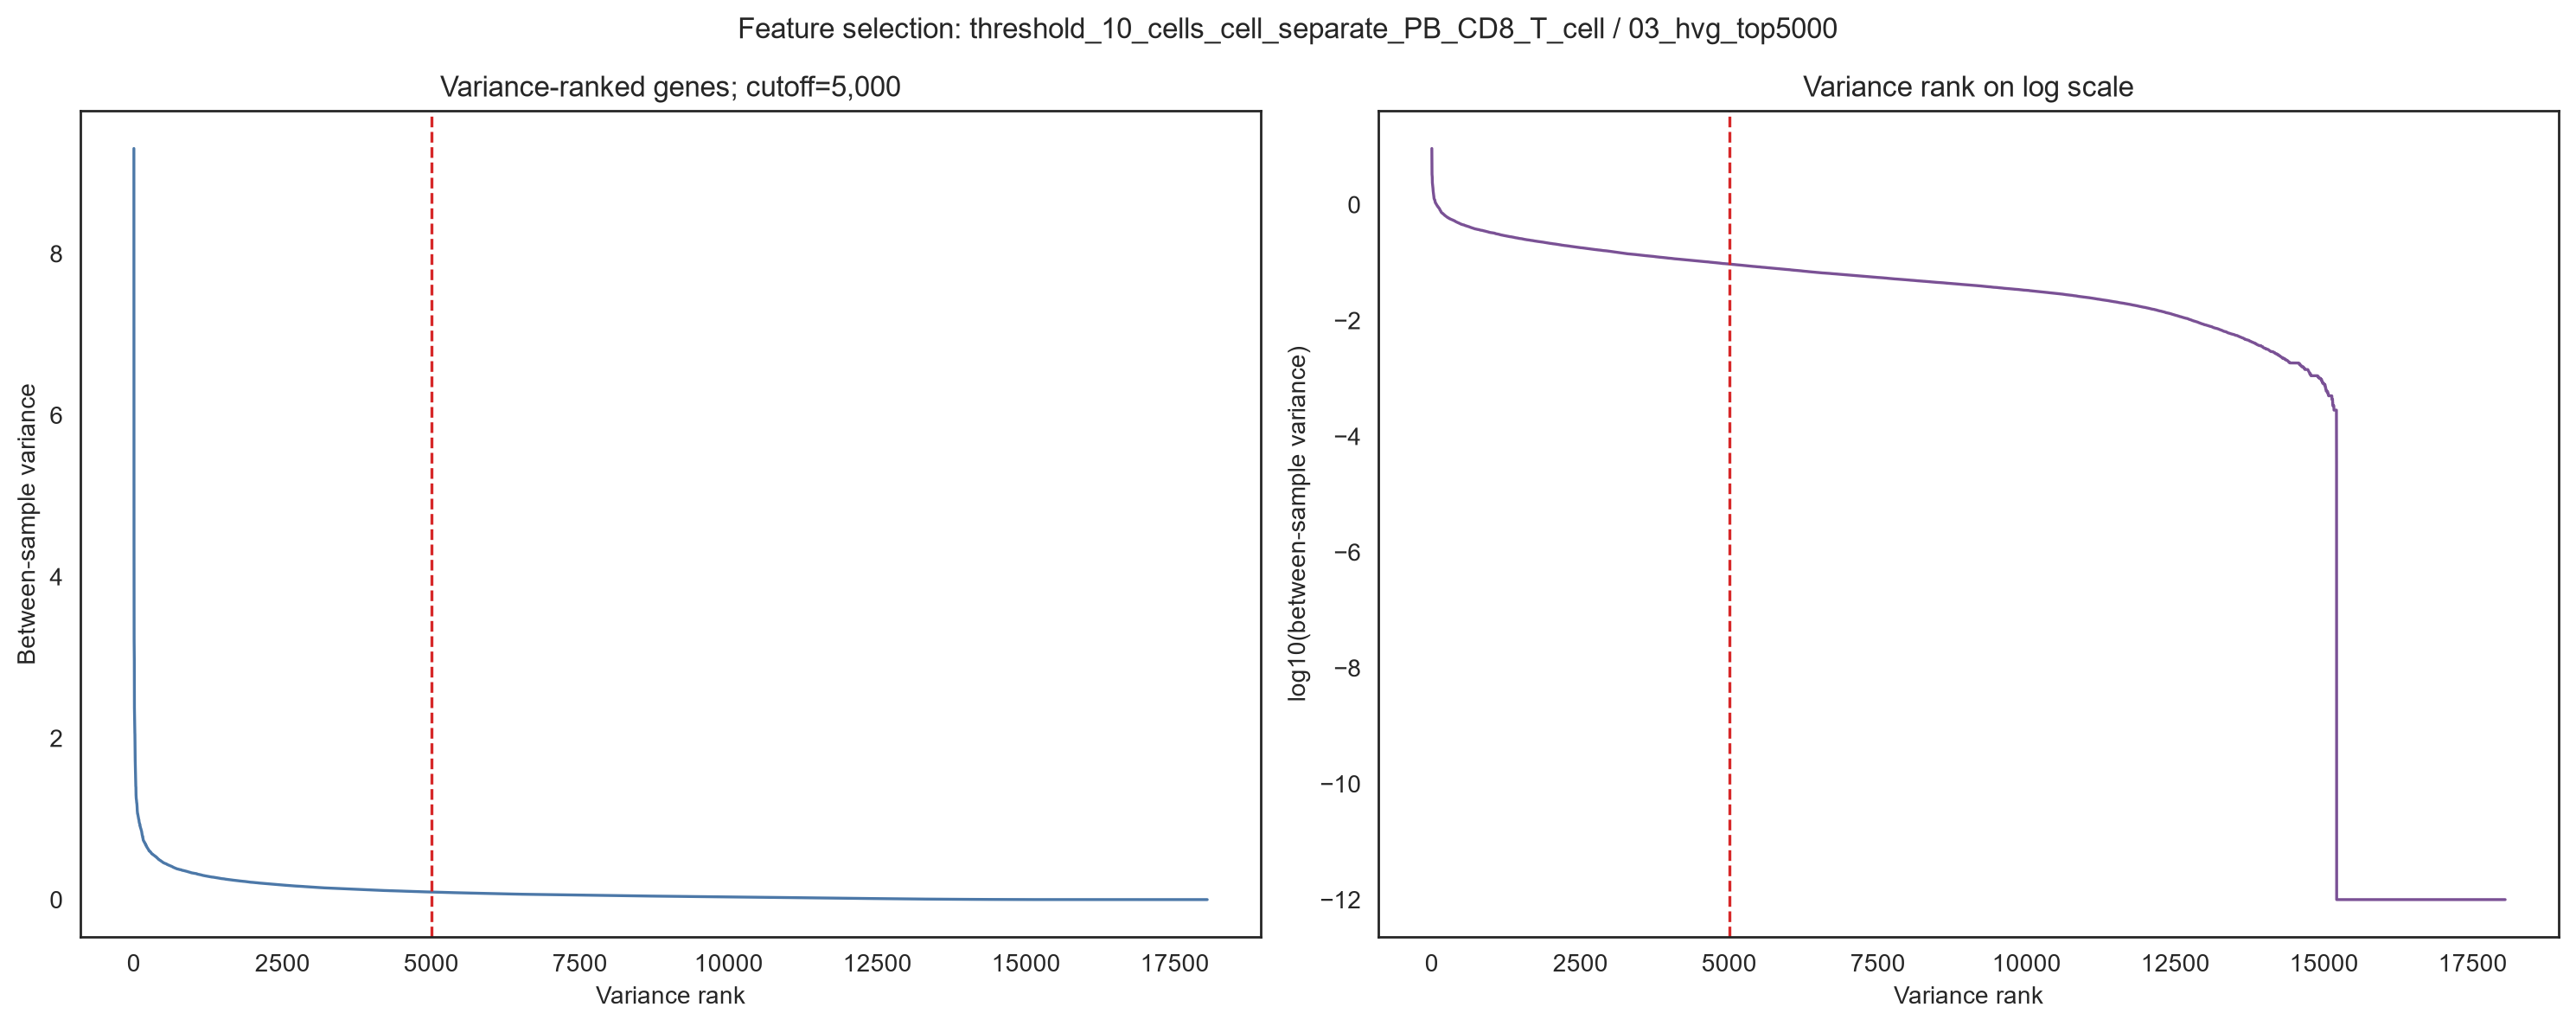 Feature selection: threshold_10_cells_cell_separate_PB_CD8_T_cell / 03_hvg_top5000
Variance-ranked genes; cutoff=5,000
Between-sample variance
8
6
4
2
0
0 2500 5000 7500 10000 12500 15000 17500
Variance rank
Variance rank on log scale
log10(between-sample variance)
0
−2
−4
−6
−8
−10
−12
0 2500 5000 7500 10000 12500 15000 17500
Variance rank